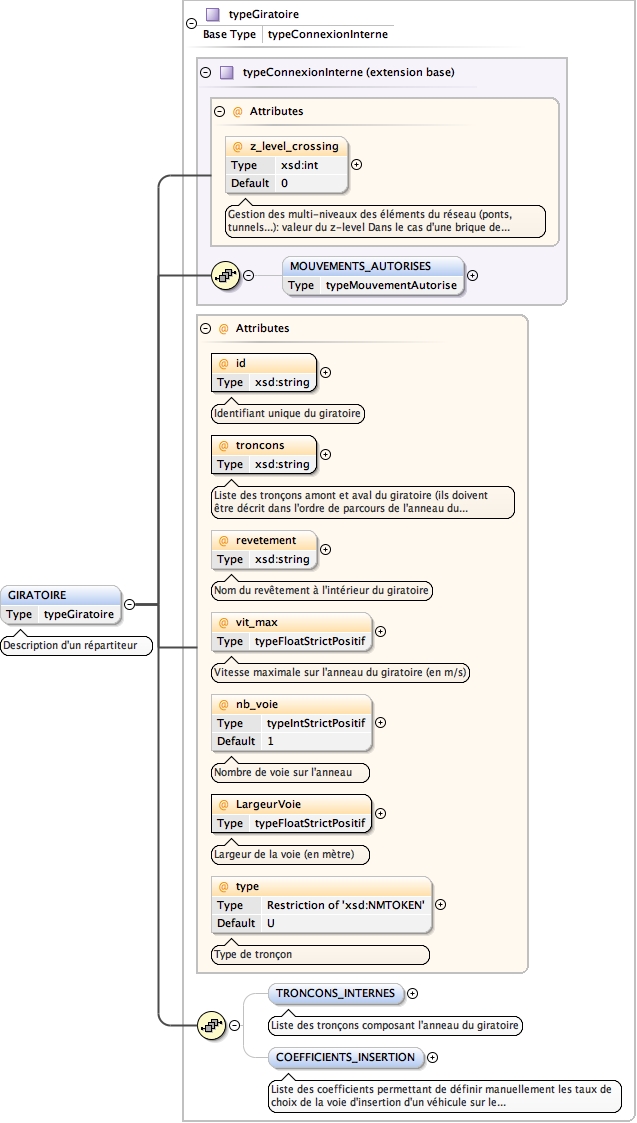 typeGiratoire
Base Type typeConnexionInterne
typeConnexionInterne (extension base)
@ Attributes
@ z_level_crossing
Type xsd:int
Default 0
Gestion des multi-niveaux des éléments du réseau (ponts,
tunnels...): valeur du z-level Dans le cas d'une brique de...
MOUVEMENTS_AUTORISES
Type typeMouvementAutorise
@ Attributes
@ id
Type xsd:string
Identifiant unique du giratoire
@ troncons
Type xsd:string
Liste des tronçons amont et aval du giratoire (ils doivent
être décrit dans l'ordre de parcours de l'anneau du...
@ revetement
Type xsd:string
Nom du revêtement à l'intérieur du giratoire
GIRATOIRE
Type typeGiratoire
Description d'un répartiteur
@ vit_max
Type typeFloatStrictPositif
Vitesse maximale sur l'anneau du giratoire (en m/s)
@ nb_voie
Type typeIntStrictPositif
Default 1
Nombre de voie sur l'anneau
@ LargeurVoie
Type typeFloatStrictPositif
Largeur de la voie (en mètre)
@ type
Type Restriction of 'xsd:NMTOKEN'
Default U
Type de tronçon
TRONCONS_INTERNES
Liste des tronçons composant l'anneau du giratoire
COEFFICIENTS_INSERTION
Liste des coefficients permettant de définir manuellement les taux de
choix de la voie d'insertion d'un véhicule sur le...